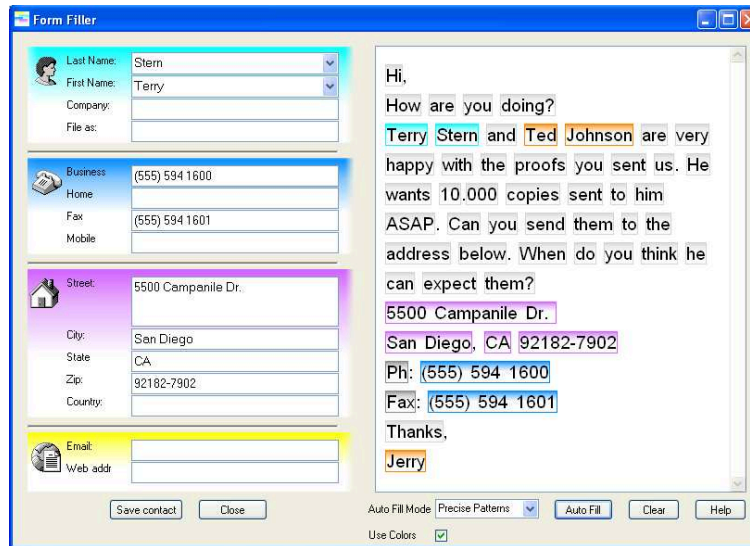 Form Filler
Last Name: Stern
First Name: Terry
Company:
File as:
Business (555) 594 1600
Home
Fax (555) 594 1601
Mobile
Street: 5500 Campanile Dr.
City: San Diego
State CA
Zip: 92182-7902
Country:
Email:
Web addr
Save contact Close
Hi,
How are you doing?
Terry Stern and Ted Johnson are very
happy with the proofs you sent us. He
wants 10.000 copies sent to him
ASAP. Can you send them to the
address below. When do you think he
can expect them?
5500 Campanile Dr.
San Diego, CA 92182-7902
Ph: (555) 594 1600
Fax: (555) 594 1601
Thanks,
Jerry
Auto Fill Mode Precise Patterns Auto Fill Clear Help
Use Colors